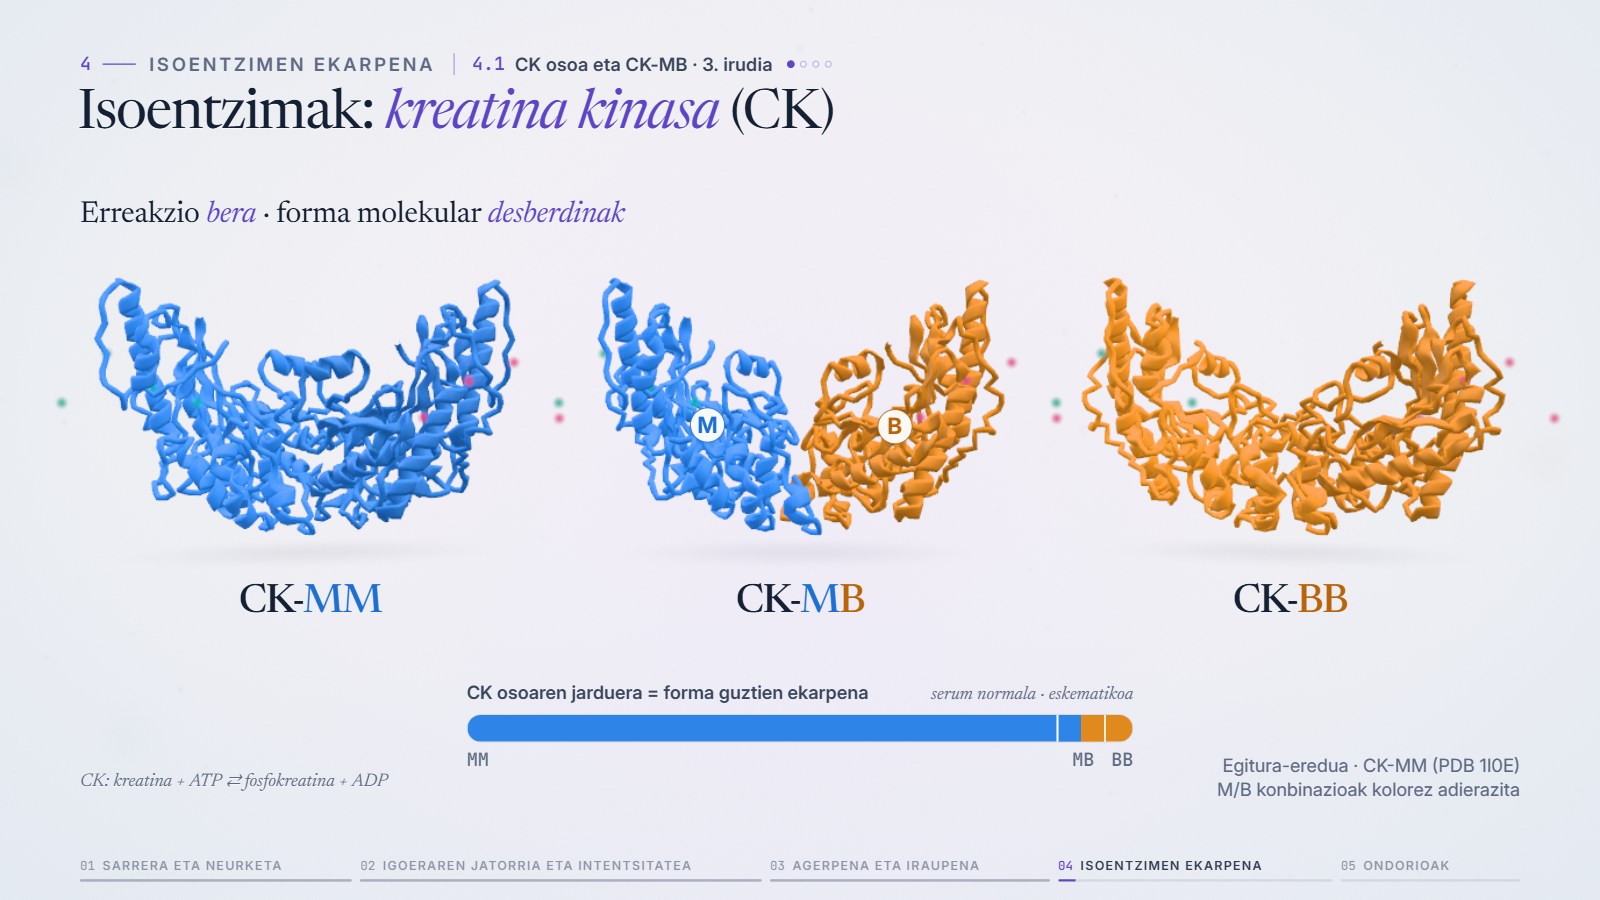 4 — ISOENTZIMEN EKARPENA | 4.1 CK osoa eta CK-MB · 3. irudia
Isoentzimak: kreatina kinasa (CK)
Erreakzio bera · forma molekular desberdinak
M B
CK-MM CK-MB CK-BB
CK osoaren jarduera = forma guztien ekarpena serum normala · eskematikoa
MM MB BB
CK: kreatina + ATP ⇄ fosfokreatina + ADP
Egitura-eredua · CK-MM (PDB 1I0E)
M/B konbinazioak kolorez adierazita
01 SARRERA ETA NEURKETA 02 IGOERAREN JATORRIA ETA INTENTSITATEA 03 AGERPENA ETA IRAUPENA 04 ISOENTZIMEN EKARPENA 05 ONDORIOAK